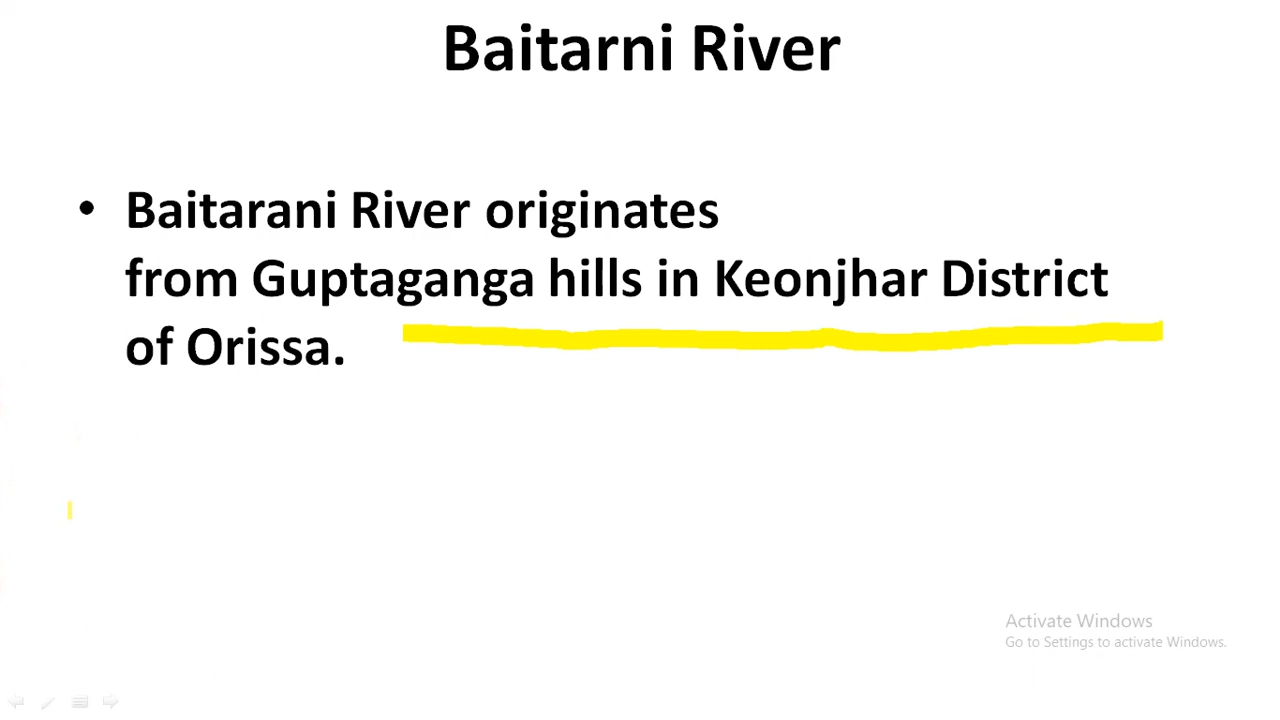 Baitarni River
• Baitarani River originates
from Guptaganga hills in Keonjhar District
of Orissa.
Activate Windows
Go to Settings to activate Windows.